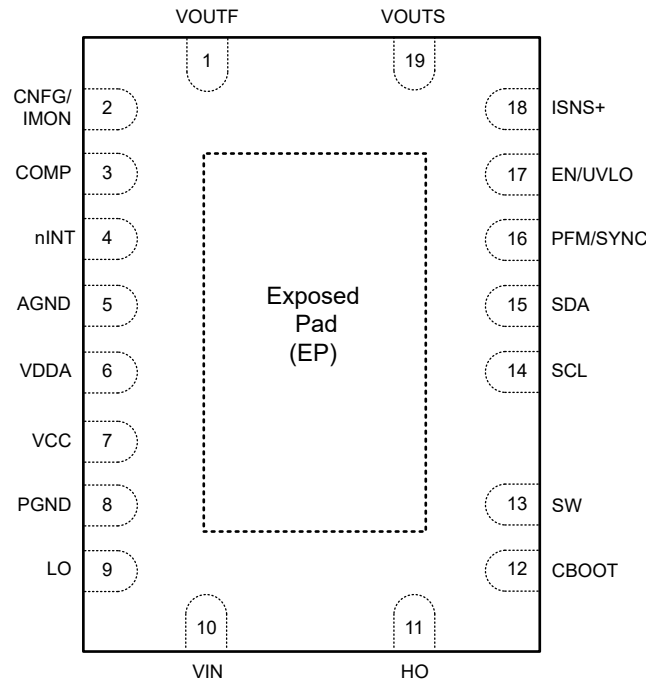 VOUTF
VOUTS
1
19
CNFG/
IMON
2
18
ISNS+
COMP
3
17
EN/UVLO
nINT
4
16
PFM/SYNC
AGND
5
15
SDA
VDDA
6
14
SCL
VCC
7
PGND
8
13
SW
LO
9
12
CBOOT
Exposed
Pad
(EP)
10
11
VIN
HO